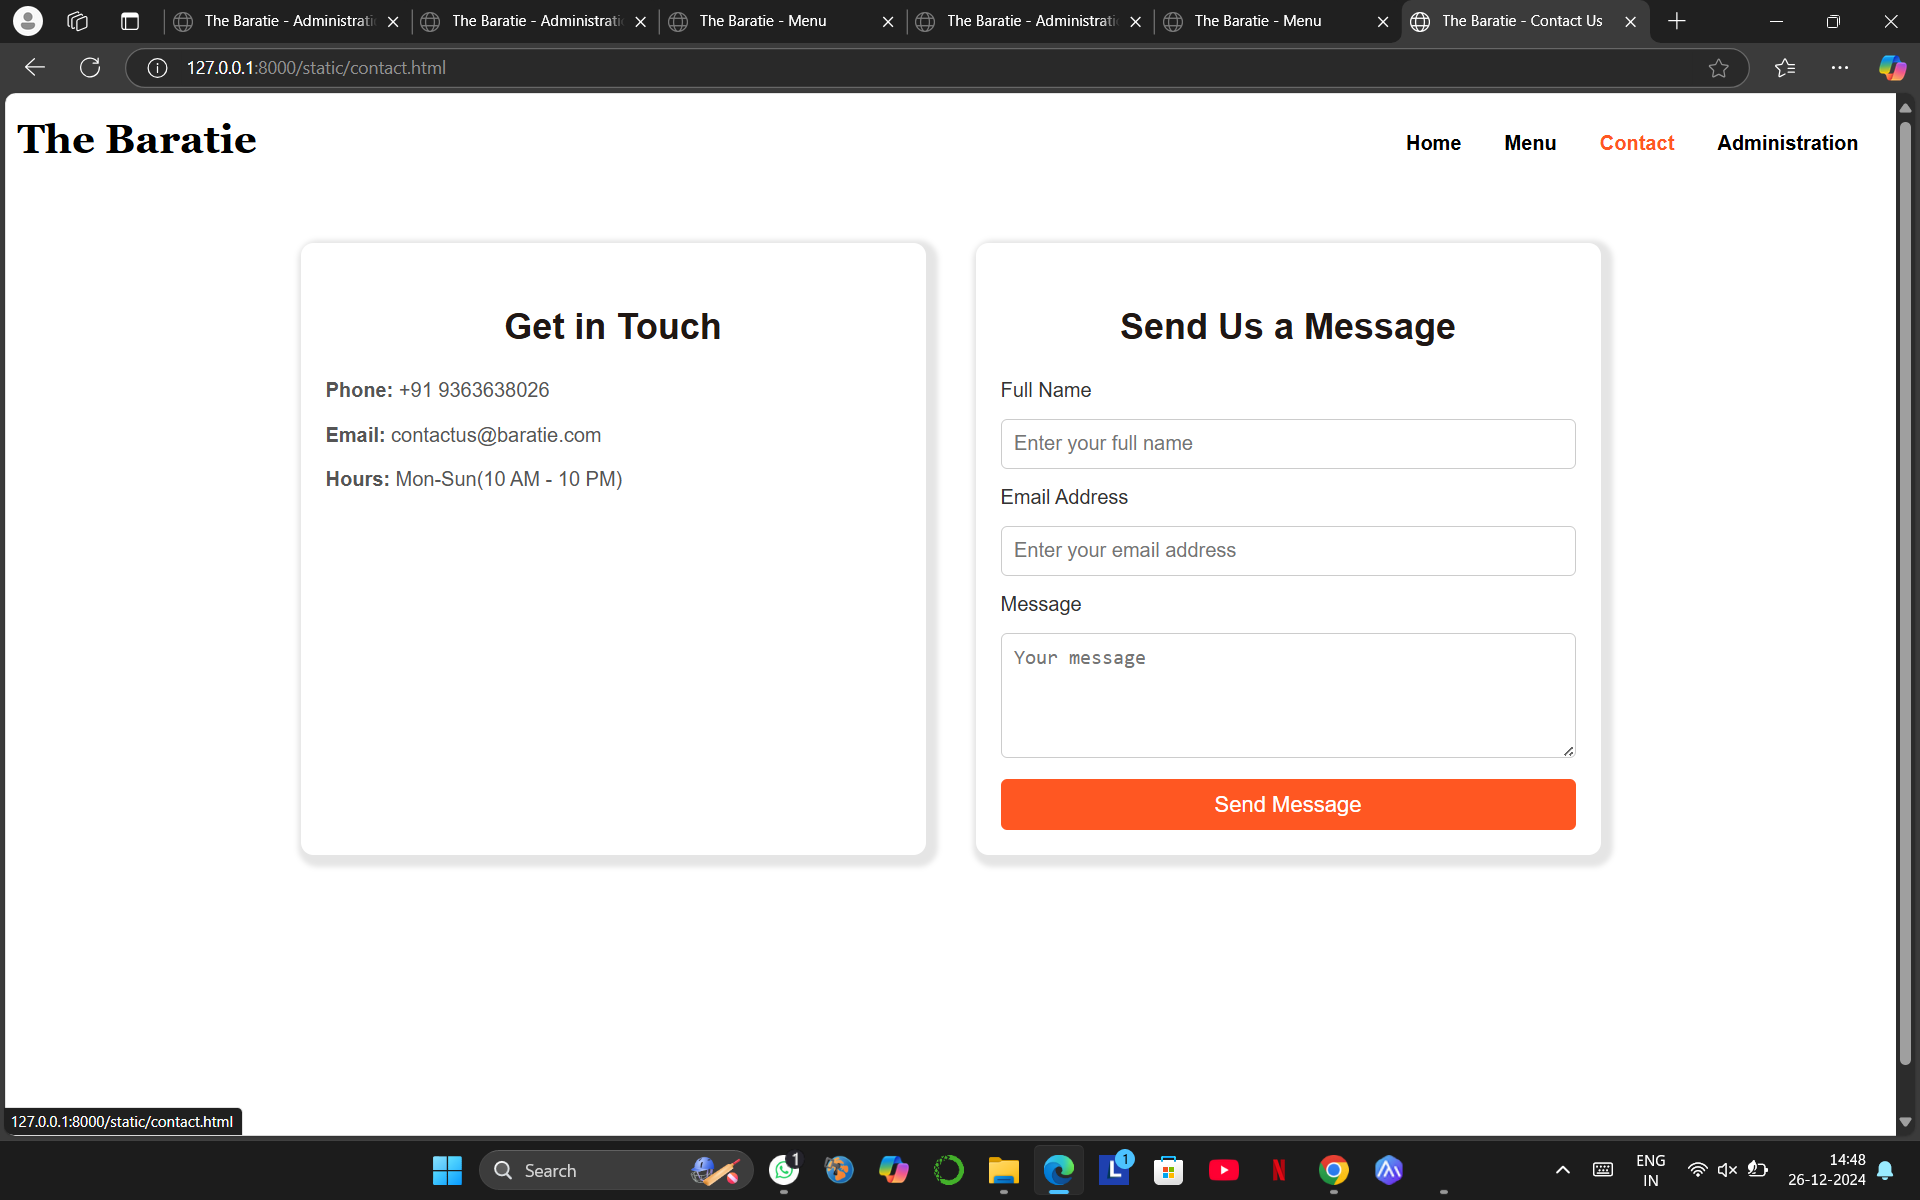 The Baratie - Administrati
The Baratie - Administrati
The Baratie - Menu
The Baratie - Administrati
The Baratie - Menu
The Baratie - Contact Us
127.0.0.1:8000/static/contact.html
The Baratie
Home
Menu
Contact
Administration
Get in Touch
Phone: +91 9363638026
Email: contactus@baratie.com
Hours: Mon-Sun(10 AM - 10 PM)
Send Us a Message
Full Name
Enter your full name
Email Address
Enter your email address
Message
Your message
Send Message
127.0.0.1:8000/static/contact.html
Search
1
L
1
N
ENG
IN
14:48
26-12-2024